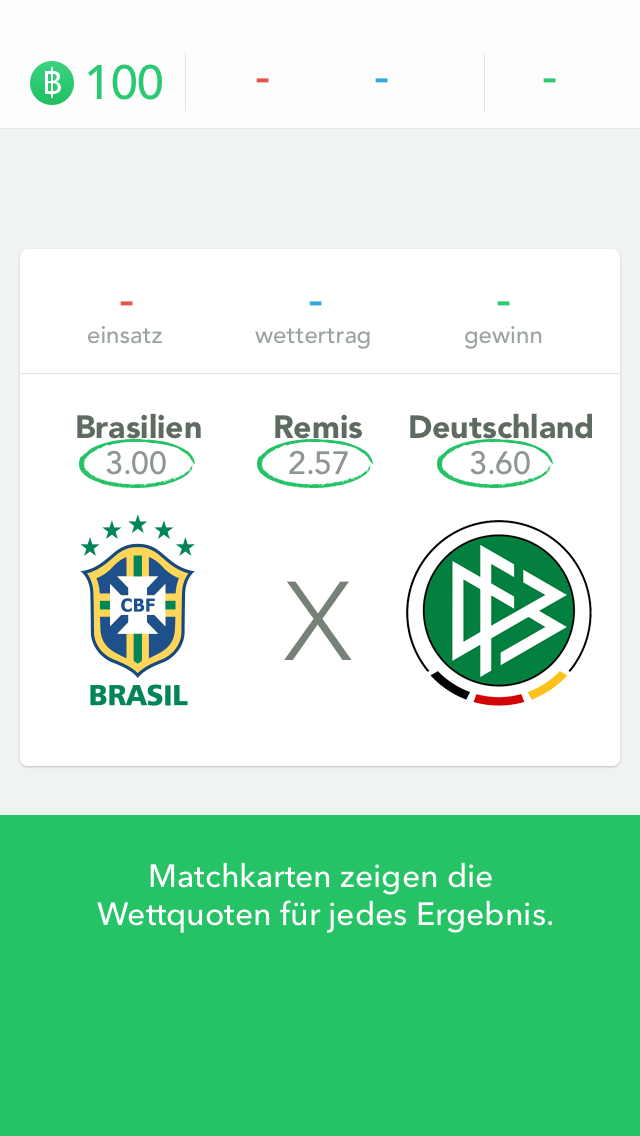 ฿ 100 - - -
- - -
einsatz wettertrag gewinn
Brasilien Remis Deutschland
3.00 2.57 3.60
CBF X DFB
BRASIL
Matchkarten zeigen die
Wettquoten für jedes Ergebnis.